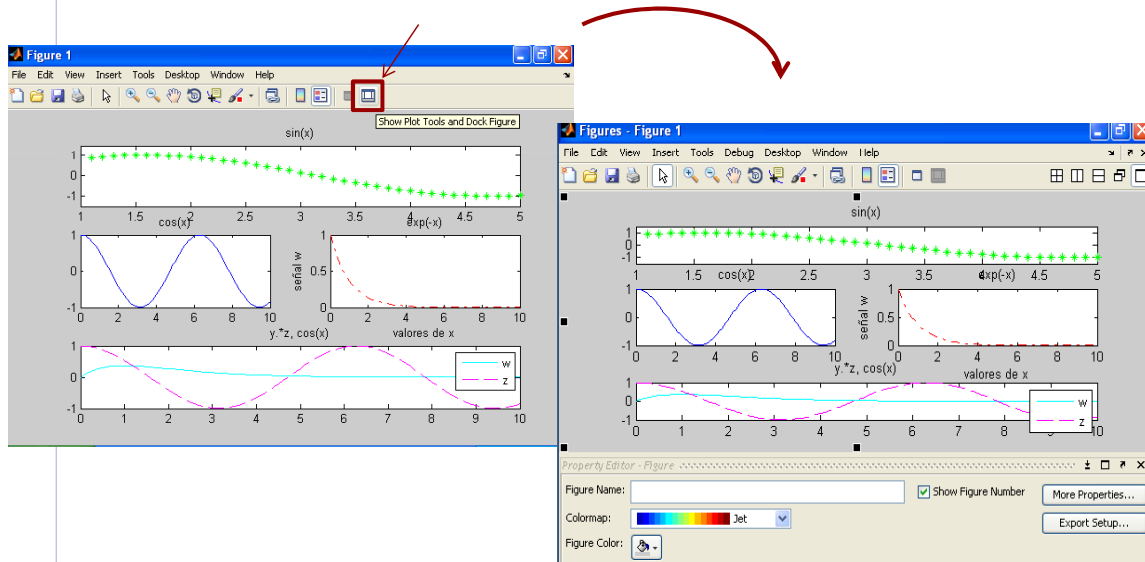 Figure 1
File Edit View Insert Tools Desktop Window Help
Show Plot Tools and Dock Figure
sin(x)
1
0
-1
1 1.5 2 2.5 3 3.5 4 4.5 5
cos(x)
exp(-x)
1
0
-1
0 2 4 6 8 10
señal w
1
0.5
0
0 2 4 6 8 10
valores de x
y.*z, cos(x)
1
0
-1
0 1 2 3 4 5 6 7 8 9 10
w
z
Figures - Figure 1
File Edit View Insert Tools Debug Desktop Window Help
sin(x)
1
0
-1
1 1.5 2 2.5 3 3.5 4 4.5 5
cos(x)
exp(-x)
1
0
-1
0 2 4 6 8 10
señal w
1
0.5
0
0 2 4 6 8 10
valores de x
y.*z, cos(x)
1
0
-1
0 1 2 3 4 5 6 7 8 9 10
w
z
Property Editor - Figure
Figure Name:
Show Figure Number
More Properties...
Colormap:
Jet
Export Setup...
Figure Color: